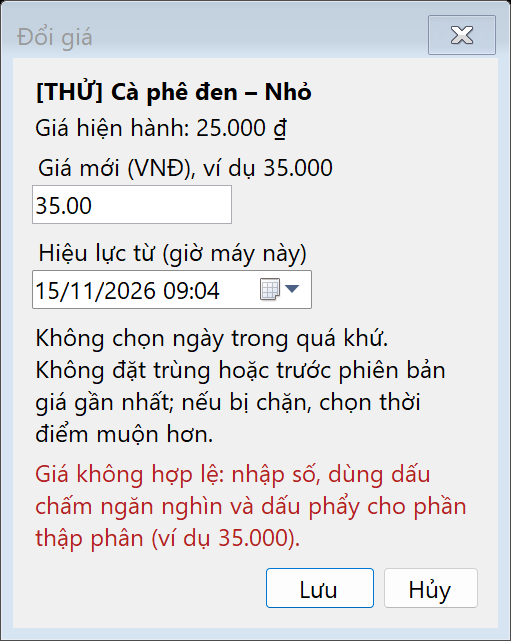 Đổi giá
[THỬ] Cà phê đen – Nhỏ
Giá hiện hành: 25.000 ₫
Giá mới (VNĐ), ví dụ 35.000
35.00
Hiệu lực từ (giờ máy này)
15/11/2026 09:04
Không chọn ngày trong quá khứ.
Không đặt trùng hoặc trước phiên bản
giá gần nhất; nếu bị chặn, chọn thời
điểm muộn hơn.
Giá không hợp lệ: nhập số, dùng dấu
chấm ngăn nghìn và dấu phẩy cho phần
thập phân (ví dụ 35.000).
Lưu Hủy